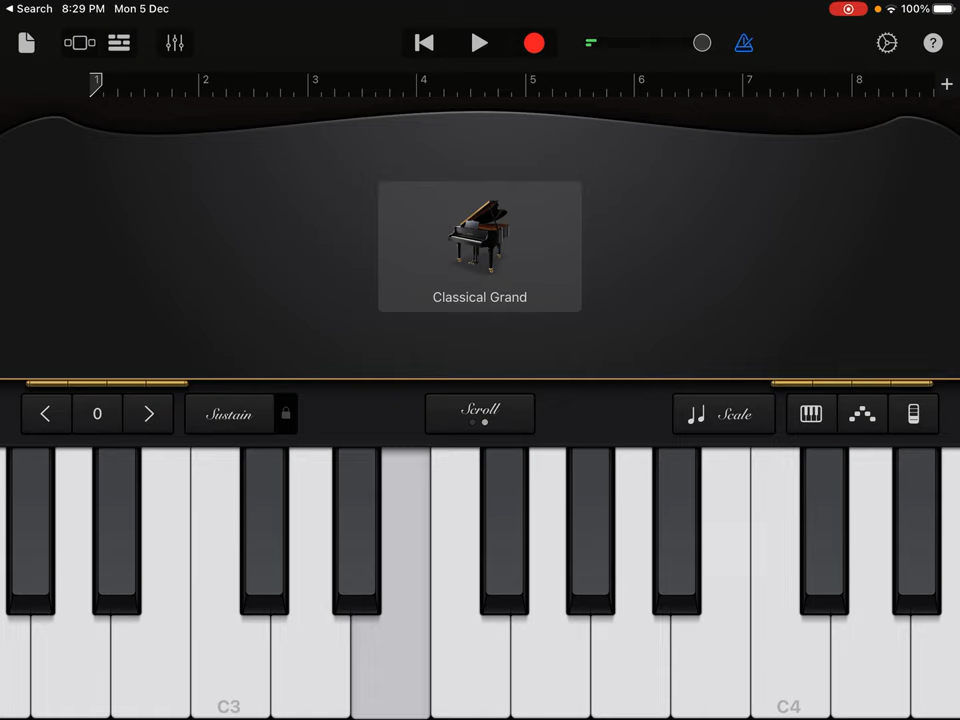 Search 8:29 PM Mon 5 Dec 100%
?
1 2 3 4 5 6 7 8 +
Classical Grand
0 Sustain Scroll Scale
C3 C4